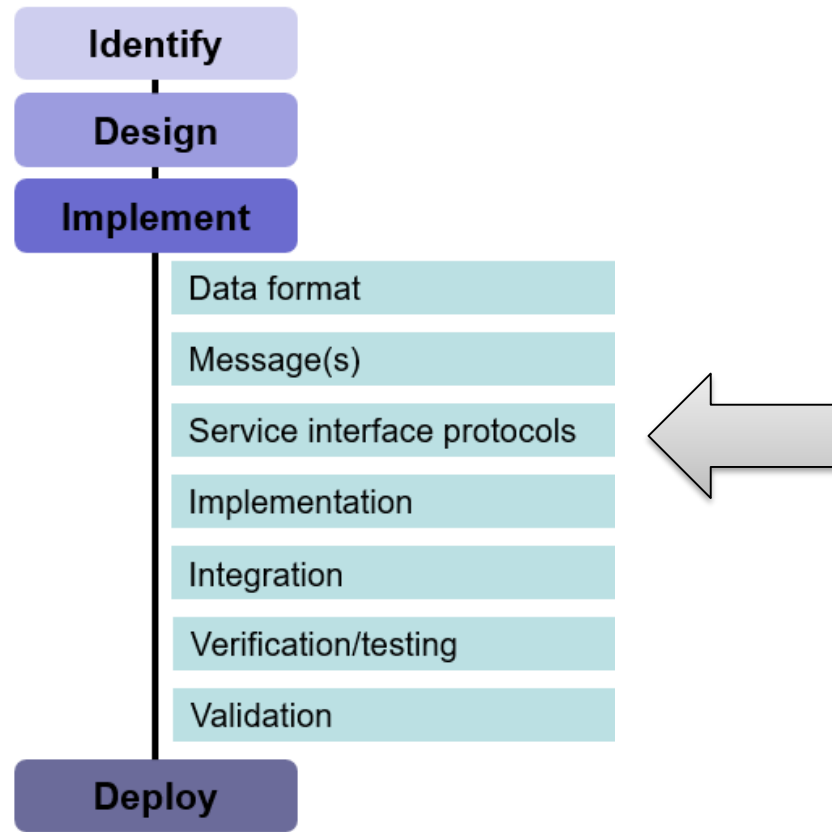 Identify
Design
Implement
Data format
Message(s)
Service interface protocols
Implementation
Integration
Verification/testing
Validation
Deploy